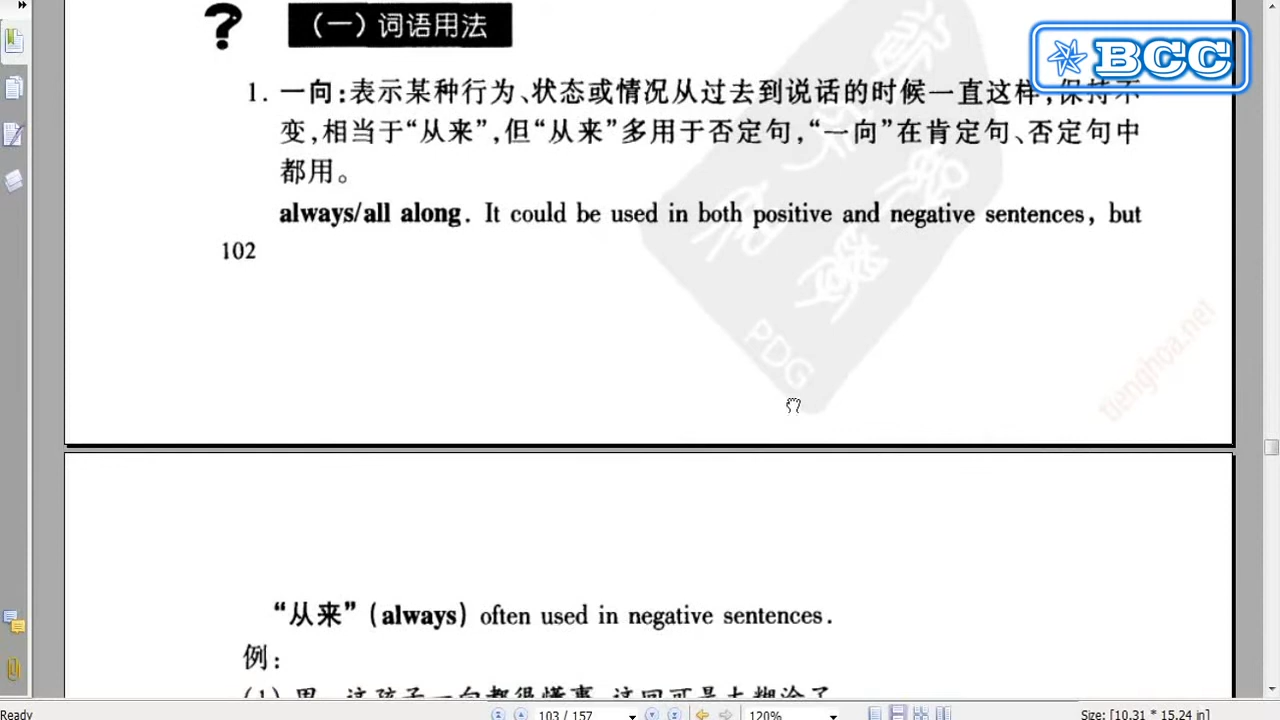 ?
（一）词语用法
BCC
1. 一向：表示某种行为、状态或情况从过去到说话的时候一直这样，保持不
变，相当于“从来”，但“从来”多用于否定句，“一向”在肯定句、否定句中
都用。
always/all along. It could be used in both positive and negative sentences, but
102
PDG
tienghoa.net
“从来”（always）often used in negative sentences.
例：
Ready
103 / 157
120%
Size: [10.31 * 15.24 in]